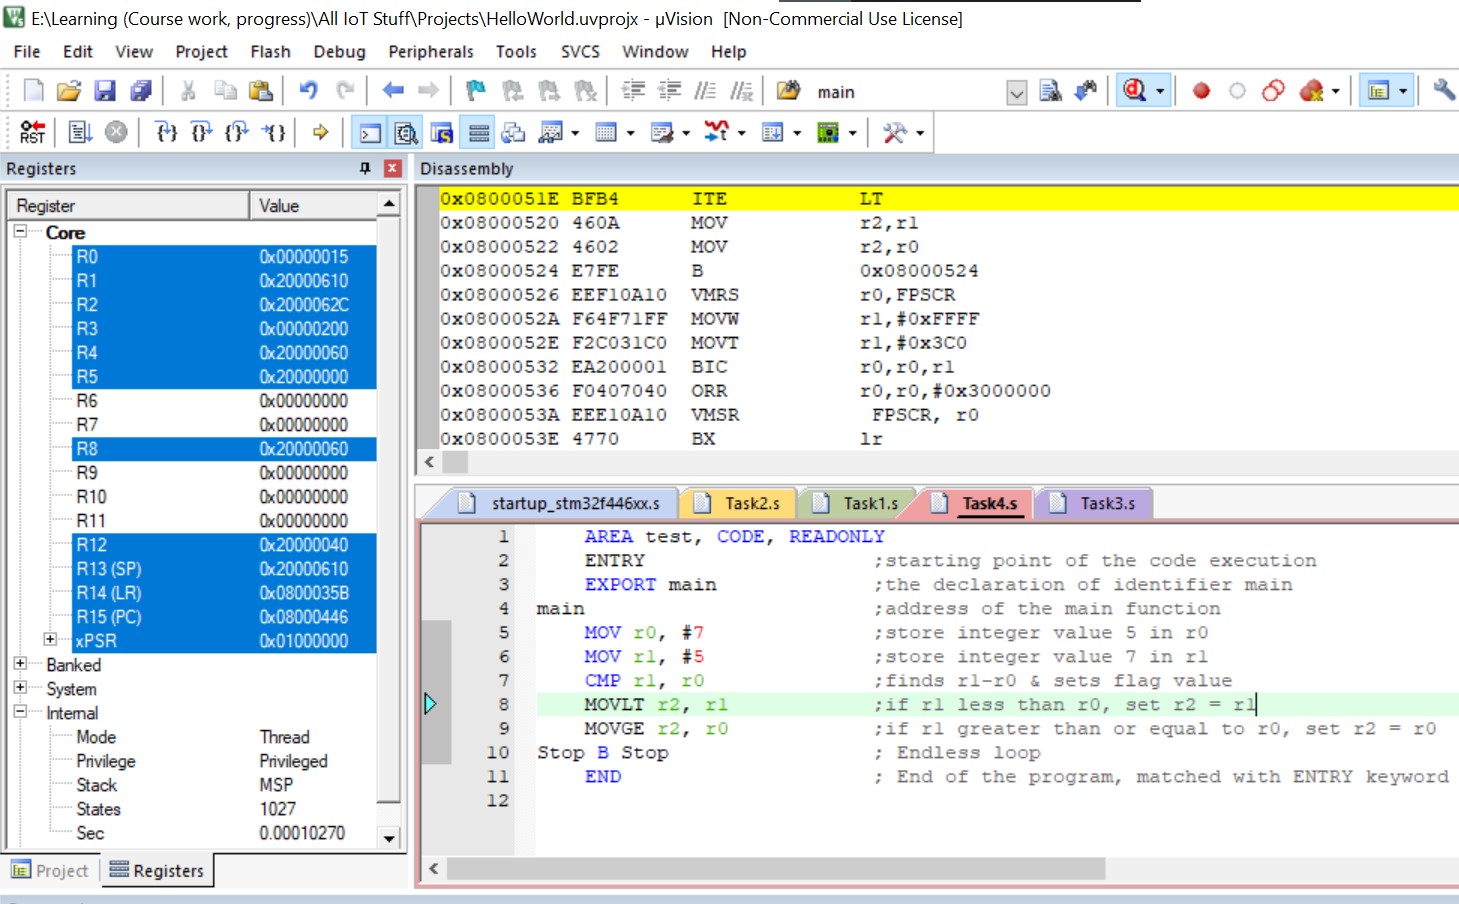 E:\Learning (Course work, progress)\All IoT Stuff\Projects\HelloWorld.uvprojx - µVision [Non-Commercial Use License]
File Edit View Project Flash Debug Peripherals Tools SVCS Window Help
main
RST
Registers
Register Value
Core
R0 0x00000015
R1 0x20000610
R2 0x2000062C
R3 0x00000200
R4 0x20000060
R5 0x20000000
R6 0x00000000
R7 0x00000000
R8 0x20000060
R9 0x00000000
R10 0x00000000
R11 0x00000000
R12 0x20000040
R13 (SP) 0x20000610
R14 (LR) 0x0800035B
R15 (PC) 0x08000446
xPSR 0x01000000
Banked
System
Internal
Mode Thread
Privilege Privileged
Stack MSP
States 1027
Sec 0.00010270
Project Registers
Disassembly
0x0800051E BFB4 ITE LT
0x08000520 460A MOV r2,r1
0x08000522 4602 MOV r2,r0
0x08000524 E7FE B 0x08000524
0x08000526 EEF10A10 VMRS r0,FPSCR
0x0800052A F64F71FF MOVW r1,#0xFFFF
0x0800052E F2C031C0 MOVT r1,#0x3C0
0x08000532 EA200001 BIC r0,r0,r1
0x08000536 F0407040 ORR r0,r0,#0x3000000
0x0800053A EEE10A10 VMSR FPSCR, r0
0x0800053E 4770 BX lr
startup_stm32f446xx.s Task2.s Task1.s Task4.s Task3.s
1 AREA test, CODE, READONLY
2 ENTRY ;starting point of the code execution
3 EXPORT main ;the declaration of identifier main
4 main ;address of the main function
5 MOV r0, #7 ;store integer value 5 in r0
6 MOV r1, #5 ;store integer value 7 in r1
7 CMP r1, r0 ;finds r1-r0 & sets flag value
8 MOVLT r2, r1 ;if r1 less than r0, set r2 = r1
9 MOVGE r2, r0 ;if r1 greater than or equal to r0, set r2 = r0
10 Stop B Stop ; Endless loop
11 END ; End of the program, matched with ENTRY keyword
12